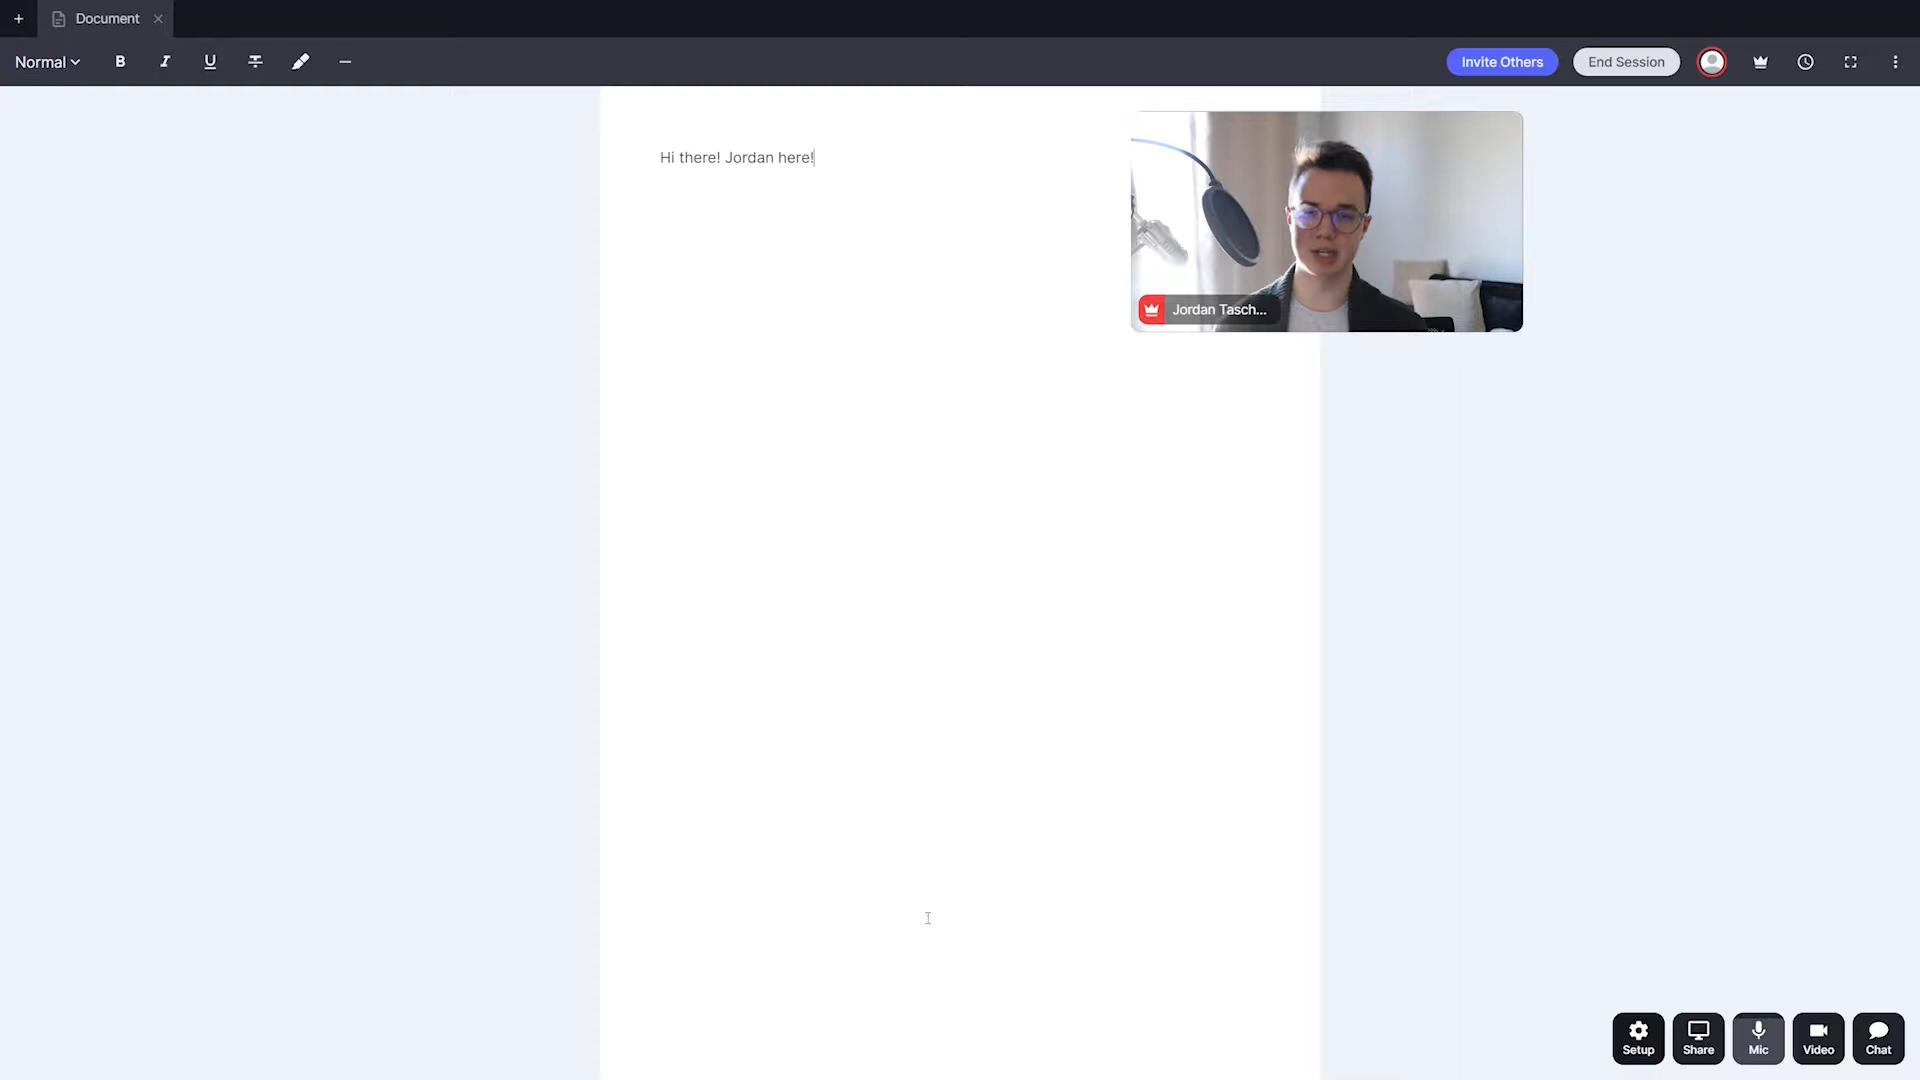 Document
Normal
B
I
U
Invite Others
End Session
Hi there! Jordan here!
Jordan Tasch...
Setup
Share
Mic
Video
Chat